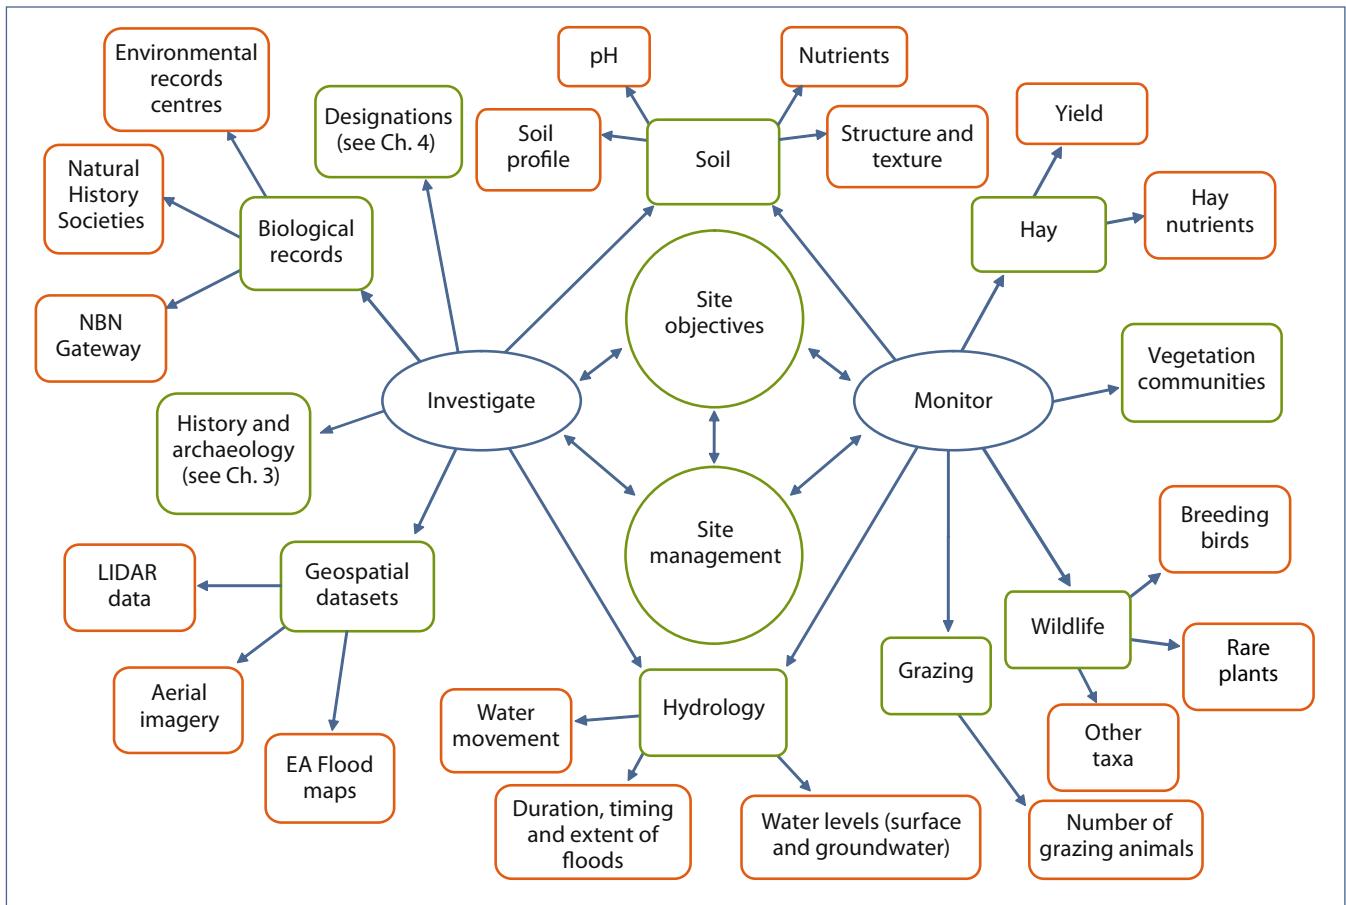 Environmental
records
centres
Designations
(see Ch. 4)
pH
Nutrients
Soil
profile
Soil
Structure and
texture
Yield
Hay
nutrients
Hay
Natural
History
Societies
Biological
records
NBN
Gateway
Site
objectives
Vegetation
communities
Investigate
Monitor
History and
archaeology
(see Ch. 3)
Site
management
Breeding
birds
LIDAR
data
Geospatial
datasets
Wildlife
Rare
plants
Grazing
Aerial
imagery
Water
movement
Hydrology
Other
taxa
EA Flood
maps
Duration, timing
and extent of
floods
Water levels (surface
and groundwater)
Number of
grazing animals